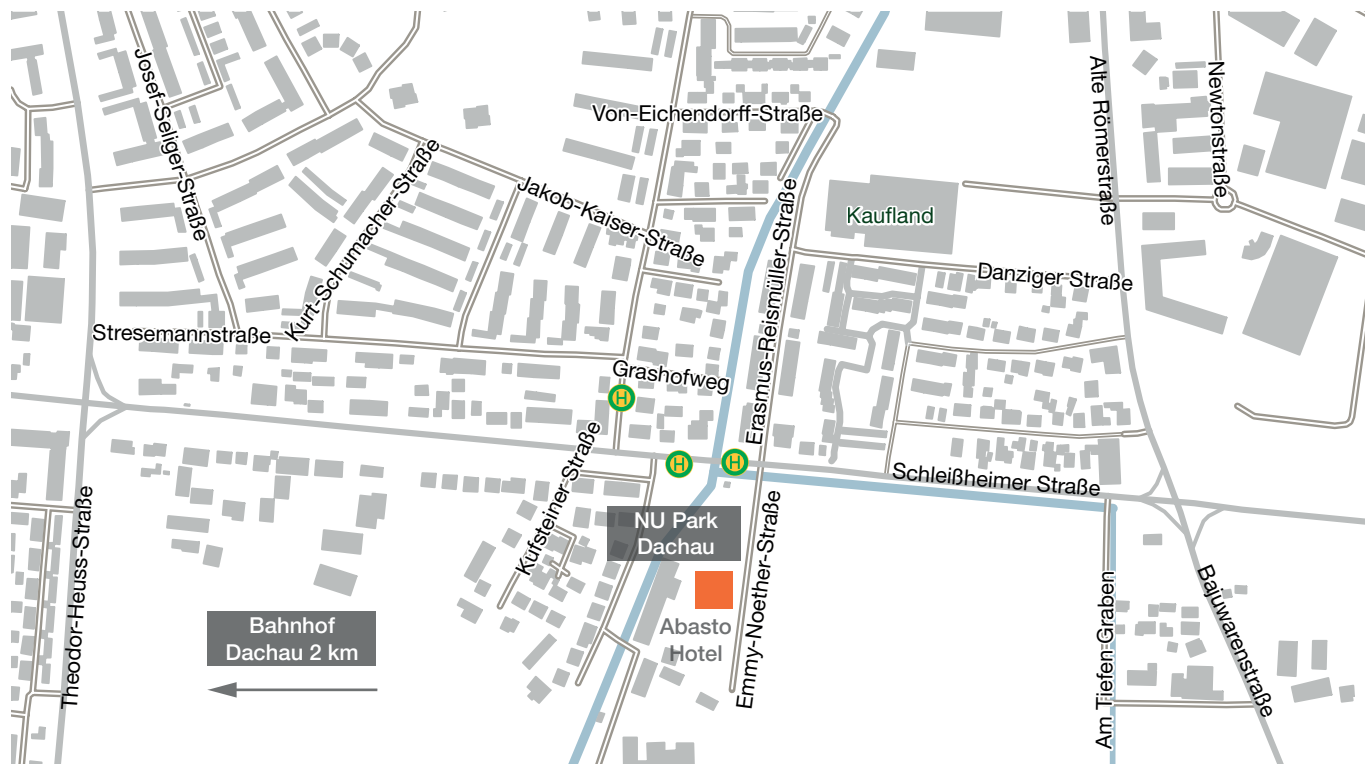 Josef-Seliger-Straße
Alte Römerstraße
Newtonstraße
Von-Eichendorff-Straße
Kurt-Schumacher-Straße
Jakob-Kaiser-Straße
Erasmus-Reismüller-Straße
Kaufland
Danziger Straße
Stresemannstraße
Grashofweg
H
H
H
Schleißheimer Straße
Kufsteiner-Straße
Theodor-Heuss-Straße
NU Park
Dachau
Emmy-Noether-Straße
Abasto
Hotel
Bahnhof
Dachau 2 km
Am Tiefen Graben
Bajuwarenstraße